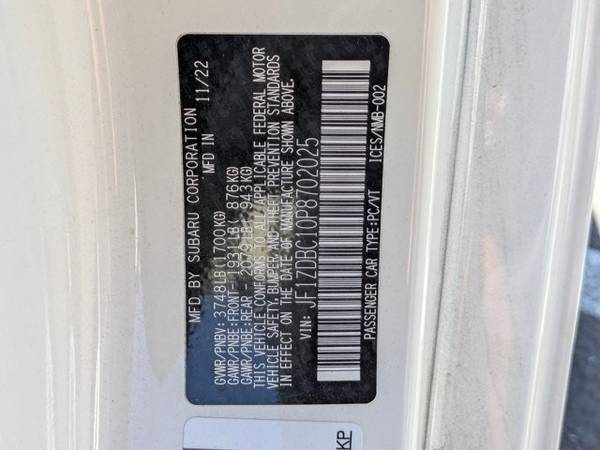 MFD.BY SUBARU CORPORATION
MFD IN 11/22
GVWR/PNBV: 3748LB(1700KG)
GAWR/PNBE:FRONT 1931LB( 876KG)
GAWR/PNBE:REAR 2079LB( 943KG)
THIS VEHICLE CONFORMS TO ALL APPLICABLE FEDERAL MOTOR
VEHICLE SAFETY, BUMPER, AND THEFT PREVENTION STANDARDS
IN EFFECT ON THE DATE OF MANUFACTURE SHOWN ABOVE.
VIN: JF1ZDBC10P8702025
PASSENGER CAR TYPE:PC/VT ICES/NMB-002
KP